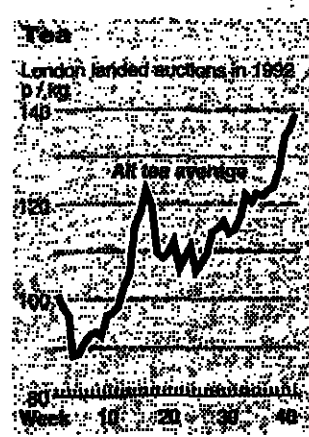 Tea
London landed auctions in 1992
p / kg
140
All tea average
120
100
80
Week 10 20 30 40